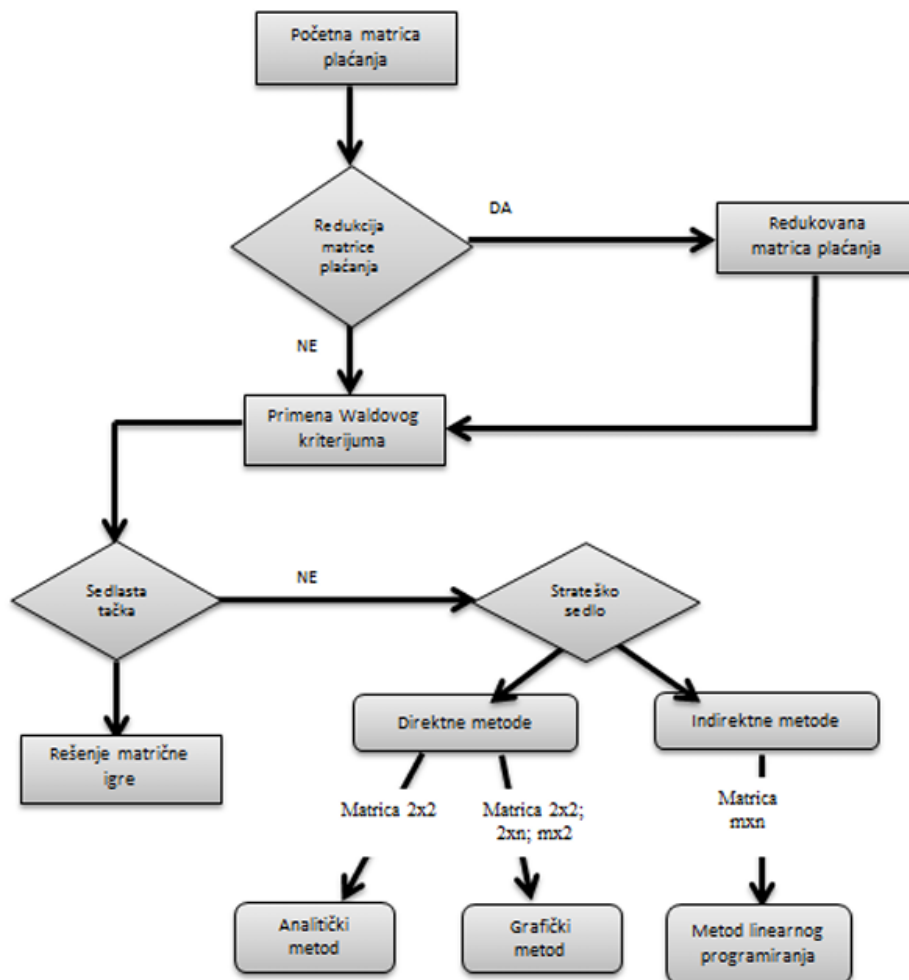 Početna matrica
plaćanja
Redukcija
matrice
plaćanja
DA
Redukovana
matrica plaćanja
NE
Primena Waldovog
kriterijuma
Sedlasta
tačka
NE
Strateško
sedlo
Direktne metode
Indirektne metode
Rešenje matrične
igre
Matrica 2x2
Matrica 2x2;
2xn; mx2
Matrica
mxn
Analitički
metod
Grafički
metod
Metod linearnog
programiranja